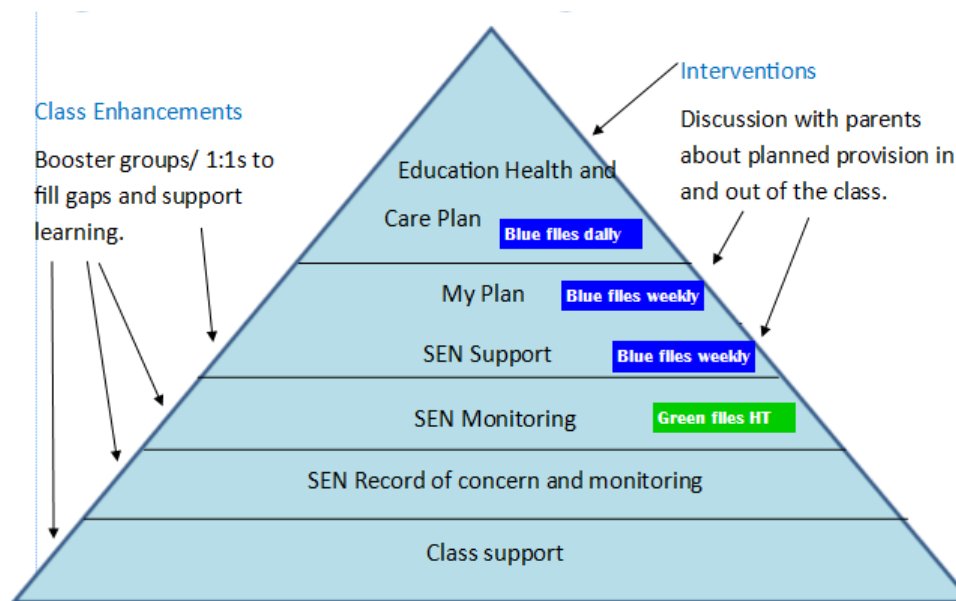 Class Enhancements
Booster groups/ 1:1s to
fill gaps and support
learning.
Interventions
Discussion with parents
about planned provision in
and out of the class.
Education Health and
Care Plan
Blue files daily
My Plan
Blue files weekly
SEN Support
Blue files weekly
SEN Monitoring
Green files HT
SEN Record of concern and monitoring
Class support